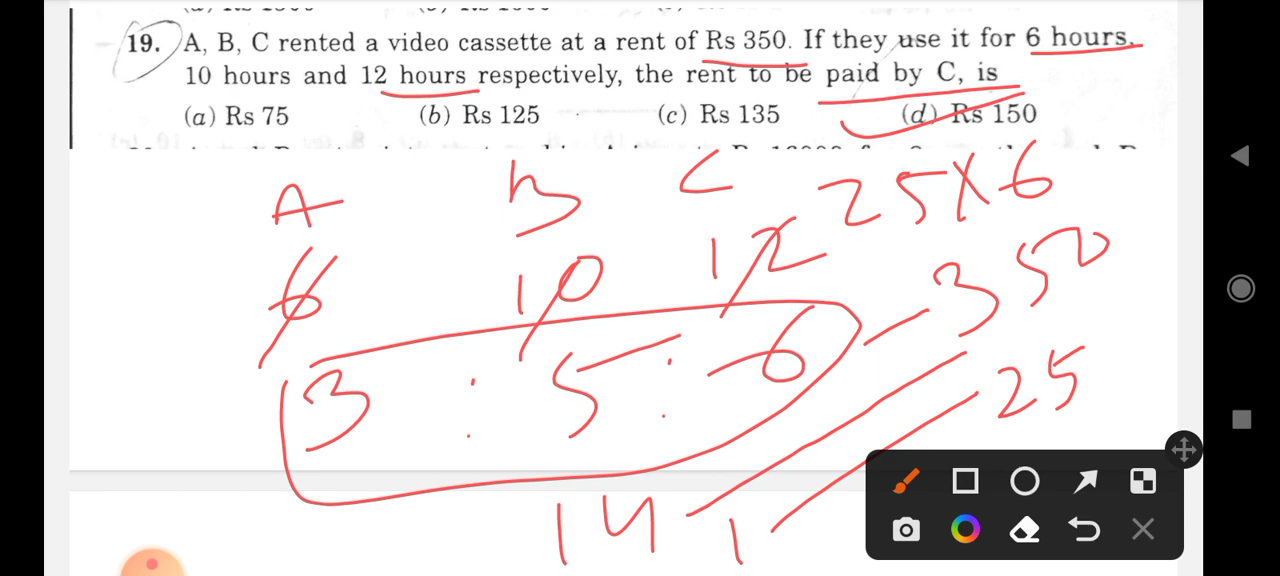 19. A, B, C rented a video cassette at a rent of Rs 350. If they use it for 6 hours,
10 hours and 12 hours respectively, the rent to be paid by C, is
(a) Rs 75 (b) Rs 125 (c) Rs 135 (d) Rs 150
A B C 25×6
6 10 12
3 : 5 : 6 350
25
14 1